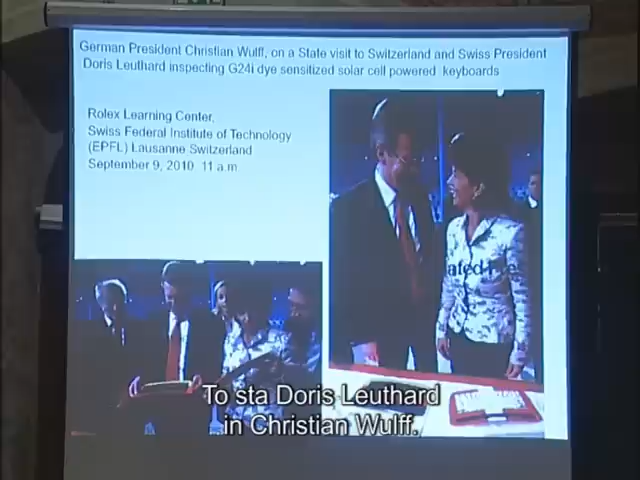 German President Christian Wulff, on a State visit to Switzerland and Swiss President
Doris Leuthard inspecting G24i dye sensitized solar cell powered keyboards
Rolex Learning Center,
Swiss Federal Institute of Technology
(EPFL) Lausanne Switzerland
September 9, 2010 11 a.m
To sta Doris Leuthard
in Christian Wulff.